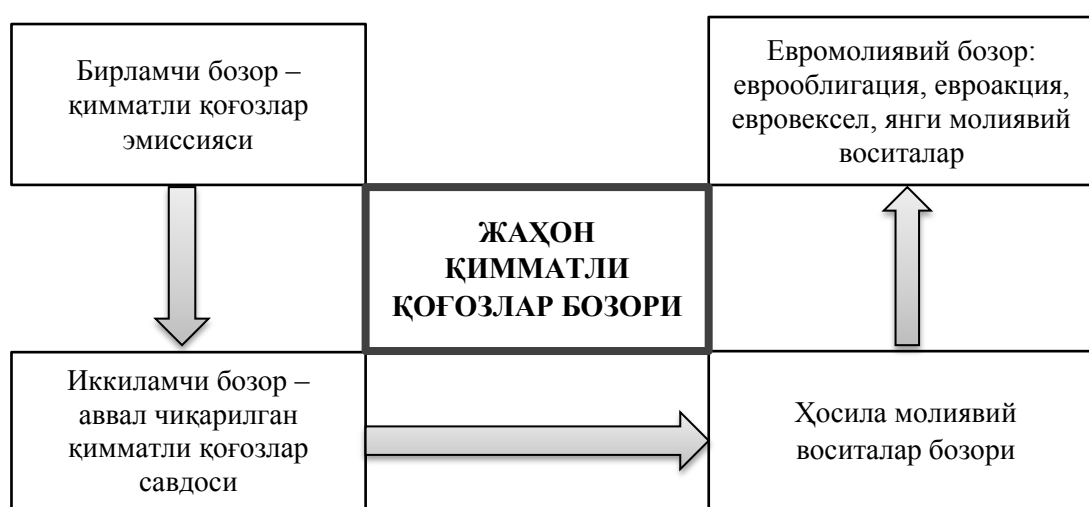 Бирламчи бозор –
қимматли қоғозлар
эмиссияси
Евромолиявий бозор:
еврооблигация, евроакция,
евровексел, янги молиявий
воситалар
ЖАҲОН
ҚИММАТЛИ
ҚОҒОЗЛАР БОЗОРИ
Иккиламчи бозор –
аввал чиқарилган
қимматли қоғозлар
савдоси
Ҳосила молиявий
воситалар бозори